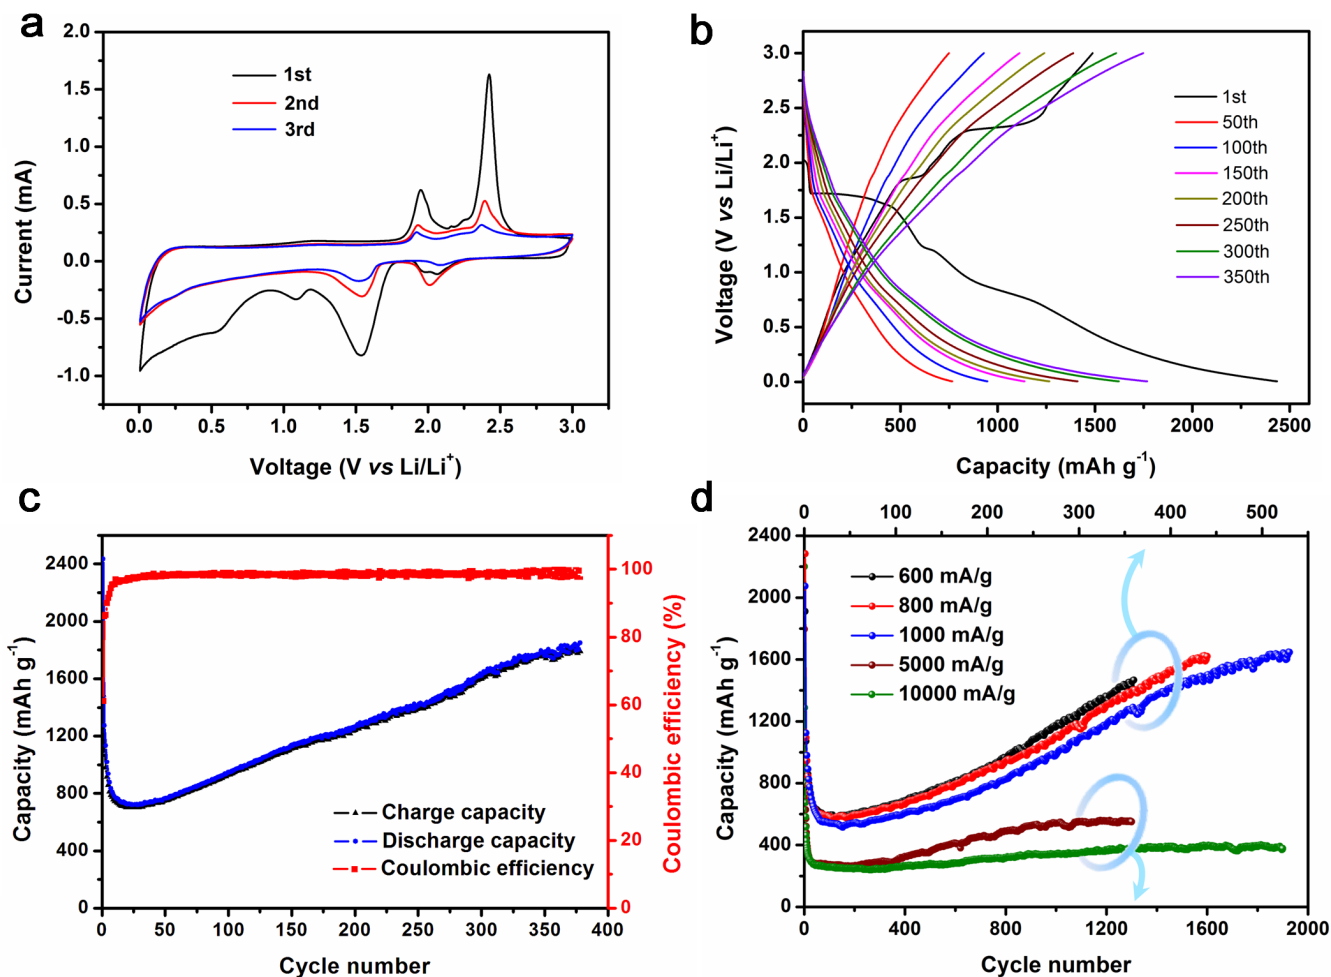 a
2.0
1.5
1.0
0.5
0.0
-0.5
-1.0
Current (mA)
1st
2nd
3rd
0.0 0.5 1.0 1.5 2.0 2.5 3.0
Voltage (V vs Li/Li⁺)
b
3.0
2.5
2.0
1.5
1.0
0.5
0.0
Voltage (V vs Li/Li⁺)
1st
50th
100th
150th
200th
250th
300th
350th
0 500 1000 1500 2000 2500
Capacity (mAh g⁻¹)
c
2400
2000
1600
1200
800
400
0
Capacity (mAh g⁻¹)
100
80
60
40
20
0
Coulombic efficiency (%)
Charge capacity
Discharge capacity
Coulombic efficiency
0 50 100 150 200 250 300 350 400
Cycle number
d
0 100 200 300 400 500
2400
2000
1600
1200
800
400
0
Capacity (mAh g⁻¹)
600 mA/g
800 mA/g
1000 mA/g
5000 mA/g
10000 mA/g
0 400 800 1200 1600 2000
Cycle number